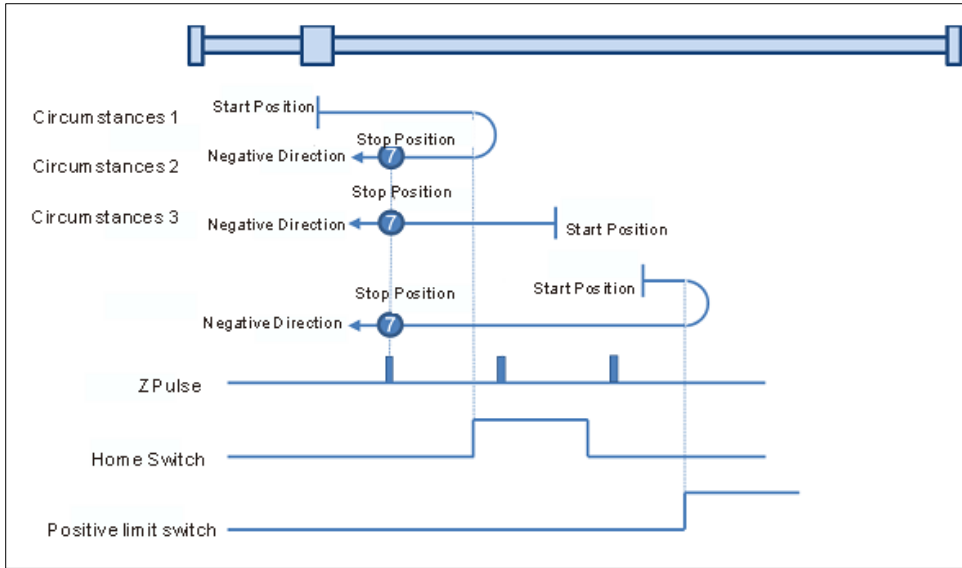 Circumstances 1
Start Position
Stop Position
Circumstances 2
Negative Direction
7
Stop Position
Circumstances 3
Negative Direction
7
Start Position
Start Position
Stop Position
Negative Direction
7
Z Pulse
Home Switch
Positive limit switch